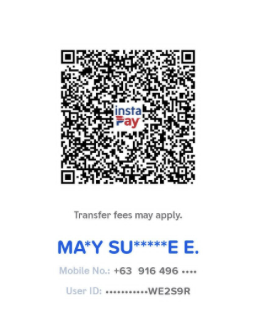 insta
Pay
Transfer fees may apply.
MA*Y SU*****E E.
Mobile No.: +63 916 496 ••••
User ID: •••••••••••WE2S9R